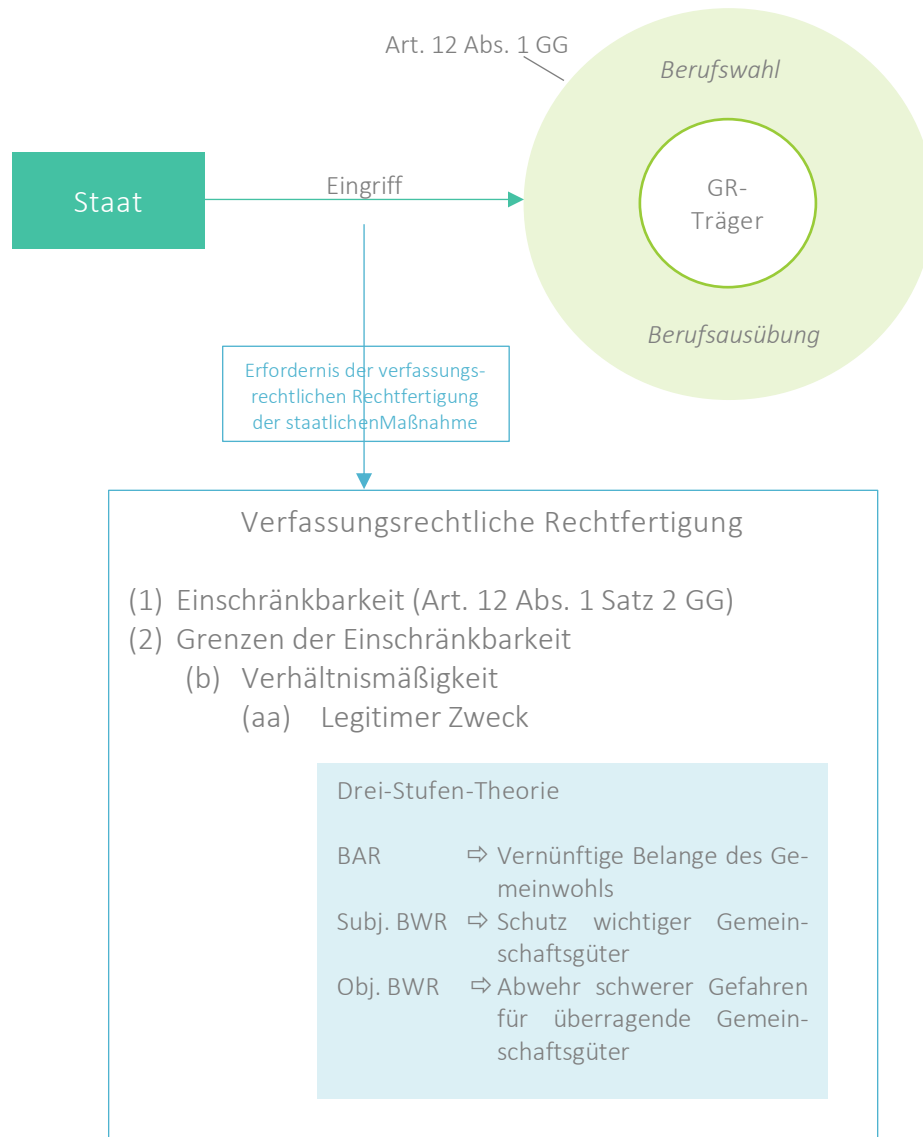 Art. 12 Abs. 1 GG
Berufswahl
Staat
Eingriff
GR-
Träger
Berufsausübung
Erfordernis der verfassungs-
rechtlichen Rechtfertigung
der staatlichenMaßnahme
Verfassungsrechtliche Rechtfertigung
(1) Einschränkbarkeit (Art. 12 Abs. 1 Satz 2 GG)
(2) Grenzen der Einschränkbarkeit
(b) Verhältnismäßigkeit
(aa) Legitimer Zweck
Drei-Stufen-Theorie
BAR ⇨ Vernünftige Belange des Ge-
meinwohls
Subj. BWR ⇨ Schutz wichtiger Gemein-
schaftsgüter
Obj. BWR ⇨ Abwehr schwerer Gefahren
für überragende Gemein-
schaftsgüter